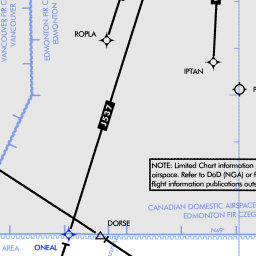 VANCOUVER FIR C
VANCOUVER
EDMONTON FIR C
EDMONTON
ROPLA
IPTAN
J537
NOTE: Limited Chart information
airspace. Refer to DoD (NGA) or f
flight information publications outs
CANADIAN DOMESTIC AIRSPACE
EDMONTON FIR CZEG
DORSE
N49°
AREA
ONEAL